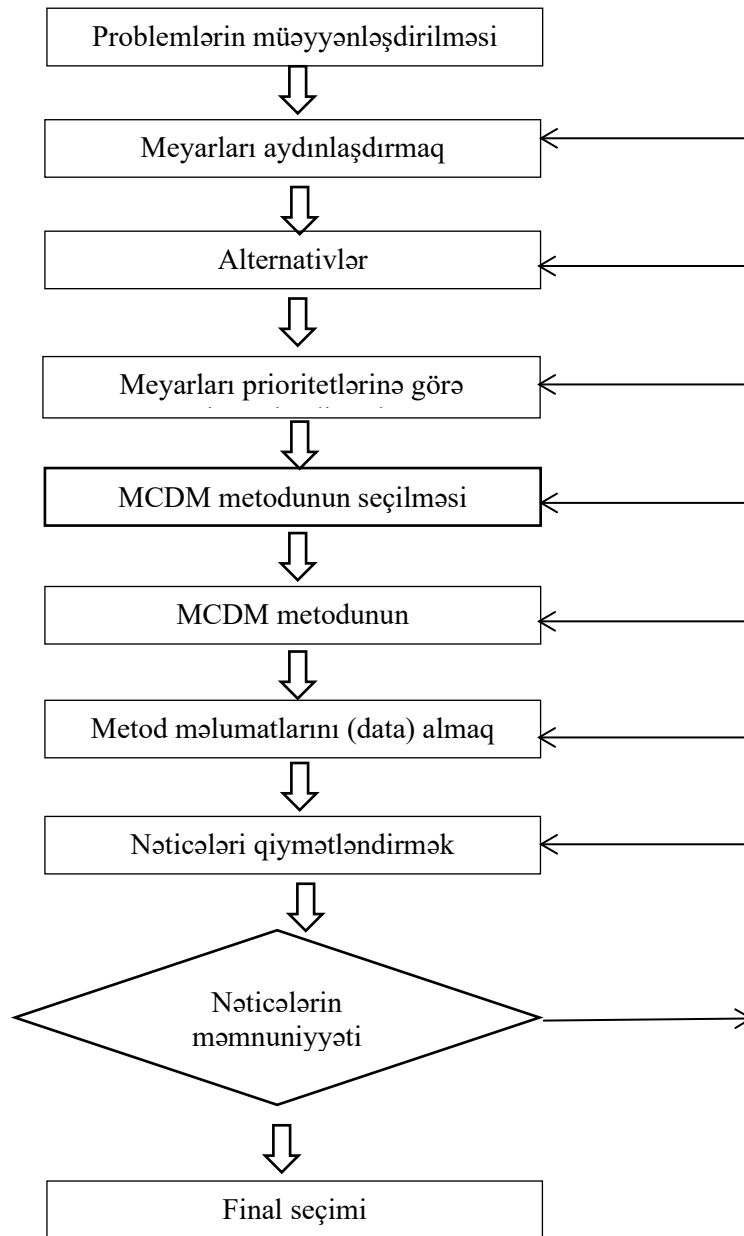 Problemlərin müəyyənləşdirilməsi
Meyarları aydınlaşdırmaq
Alternativlər
Meyarları prioritetlərinə görə
MCDM metodunun seçilməsi
MCDM metodunun
Metod məlumatlarını (data) almaq
Nəticələri qiymətləndirmək
Nəticələrin
məmnuniyyəti
Final seçimi